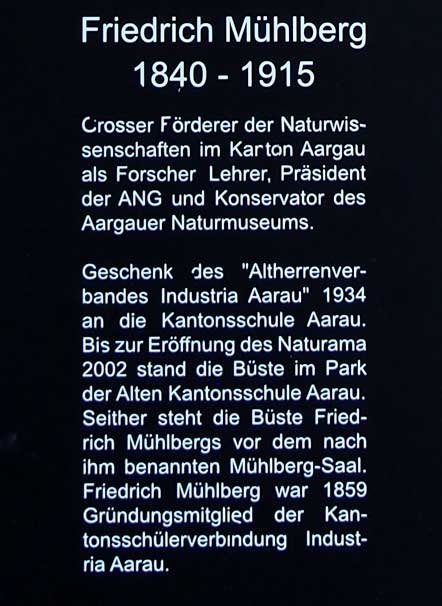 Friedrich Mühlberg
1840 - 1915
Grosser Förderer der Naturwis-
senschaften im Kanton Aargau
als Forscher Lehrer, Präsident
der ANG und Konservator des
Aargauer Naturmuseums.
Geschenk des "Altherrenver-
bandes Industria Aarau" 1934
an die Kantonsschule Aarau.
Bis zur Eröffnung des Naturama
2002 stand die Büste im Park
der Alten Kantonsschule Aarau.
Seither steht die Büste Fried-
rich Mühlbergs vor dem nach
ihm benannten Mühlberg-Saal.
Friedrich Mühlberg war 1859
Gründungsmitglied der Kan-
tonsschülerverbindung Indust-
ria Aarau.